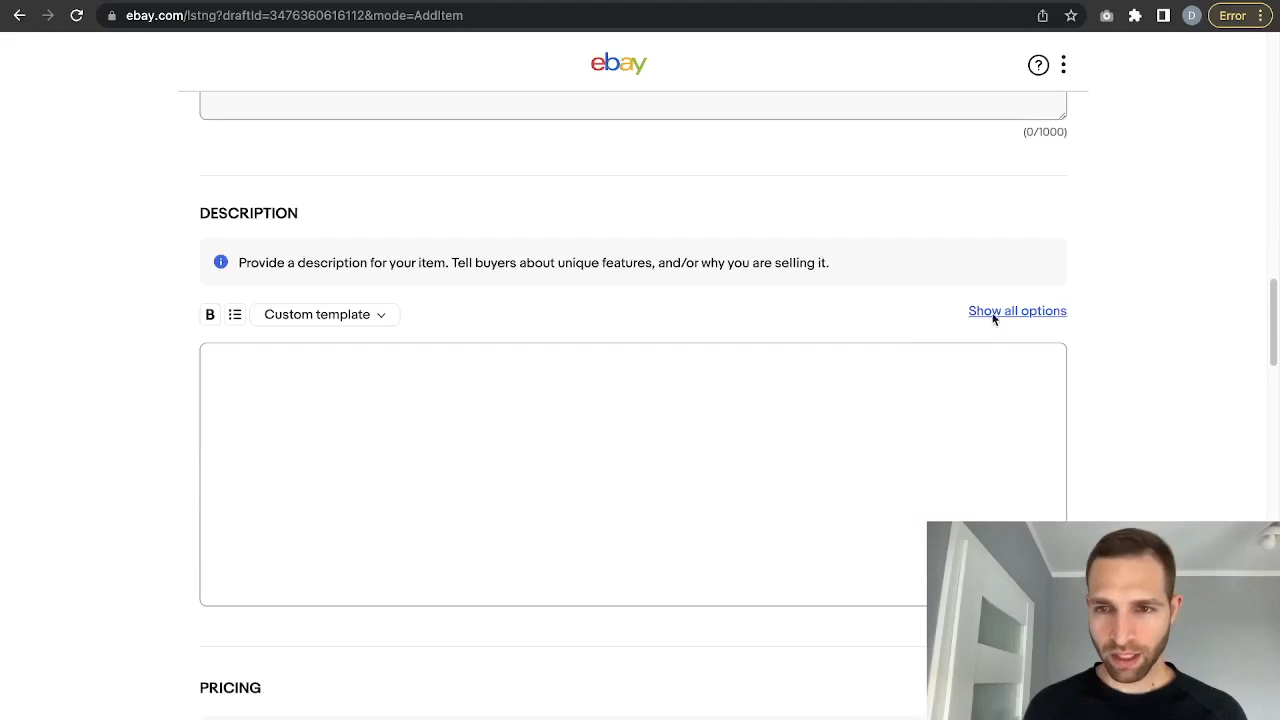 ebay.com/lstng?draftId=3476360616112&mode=AddItem
D
Error
ebay
?
(0/1000)
DESCRIPTION
i Provide a description for your item. Tell buyers about unique features, and/or why you are selling it.
B
Custom template
Show all options
PRICING